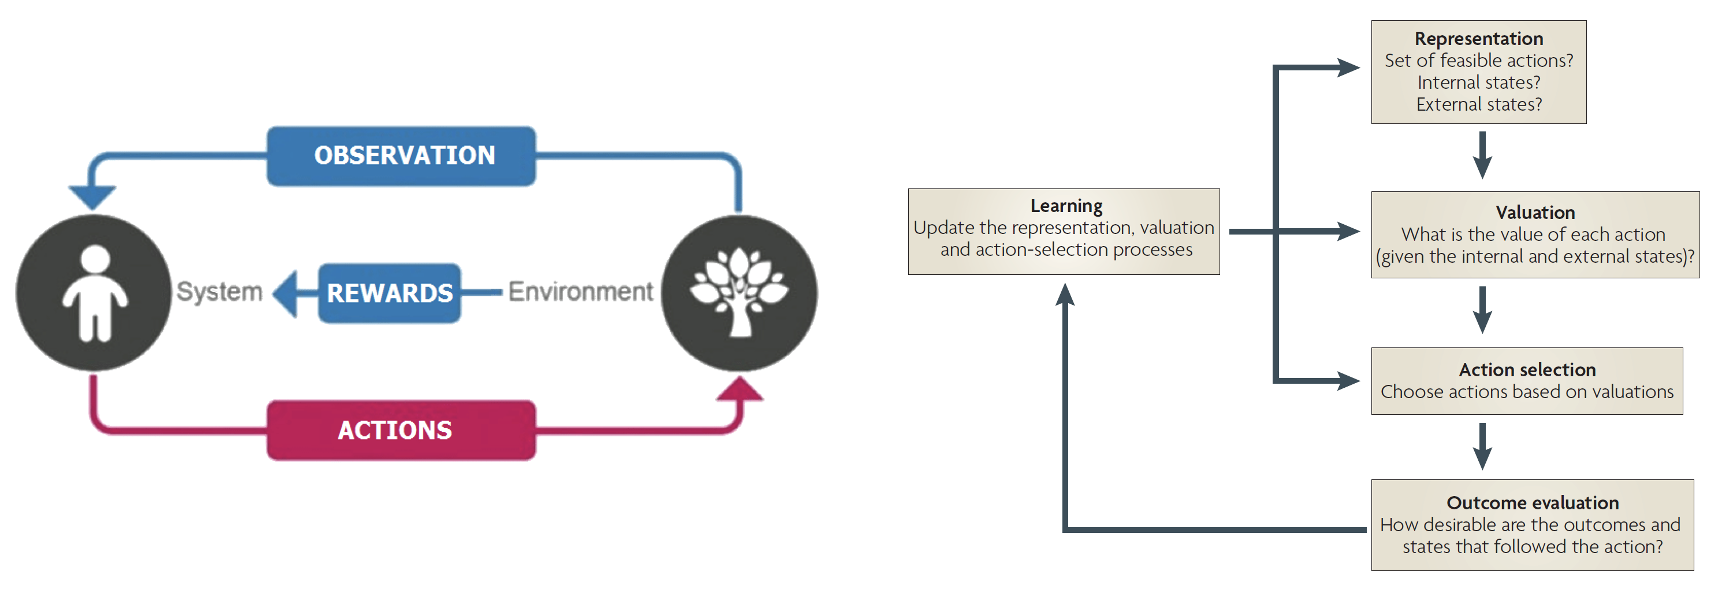 OBSERVATION
System
REWARDS
Environment
ACTIONS
Learning
Update the representation, valuation
and action-selection processes
Representation
Set of feasible actions?
Internal states?
External states?
Valuation
What is the value of each action
(given the internal and external states)?
Action selection
Choose actions based on valuations
Outcome evaluation
How desirable are the outcomes and
states that followed the action?